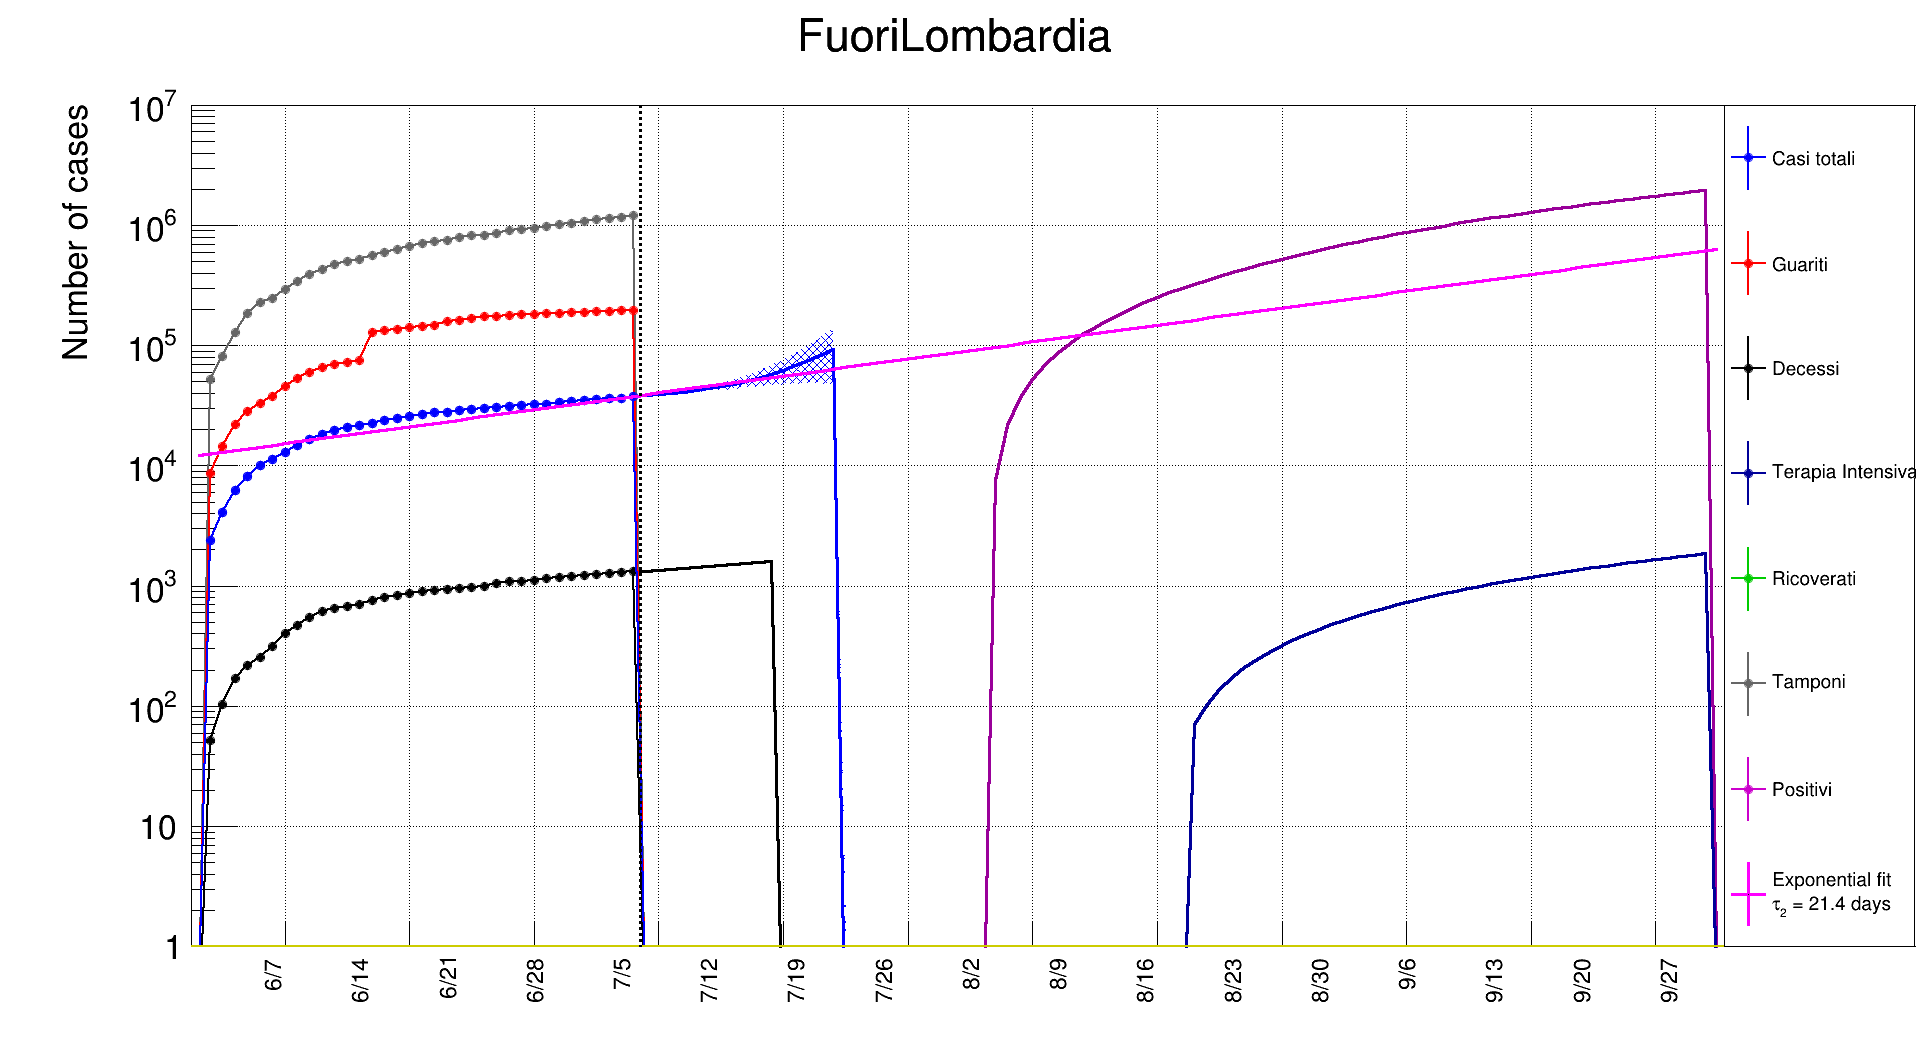 FuoriLombardia
Number of cases
10^7
10^6
10^5
10^4
10^3
10^2
10
1
6/7
6/14
6/21
6/28
7/5
7/12
7/19
7/26
8/2
8/9
8/16
8/23
8/30
9/6
9/13
9/20
9/27
Casi totali
Guariti
Decessi
Terapia Intensiva
Ricoverati
Tamponi
Positivi
Exponential fit
τ₂ = 21.4 days